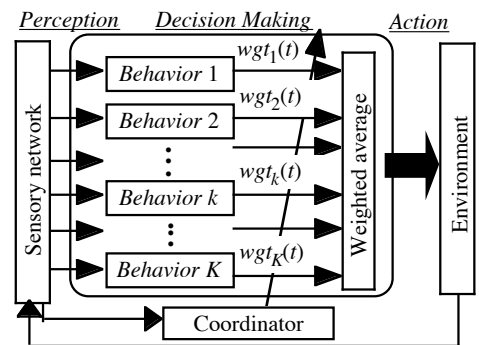 Perception Decision Making Action
Sensory network
Behavior 1
wgt₁(t)
Behavior 2
wgt₂(t)
Behavior k
wgtₖ(t)
Behavior K
wgt_K(t)
Weighted average
Environment
Coordinator